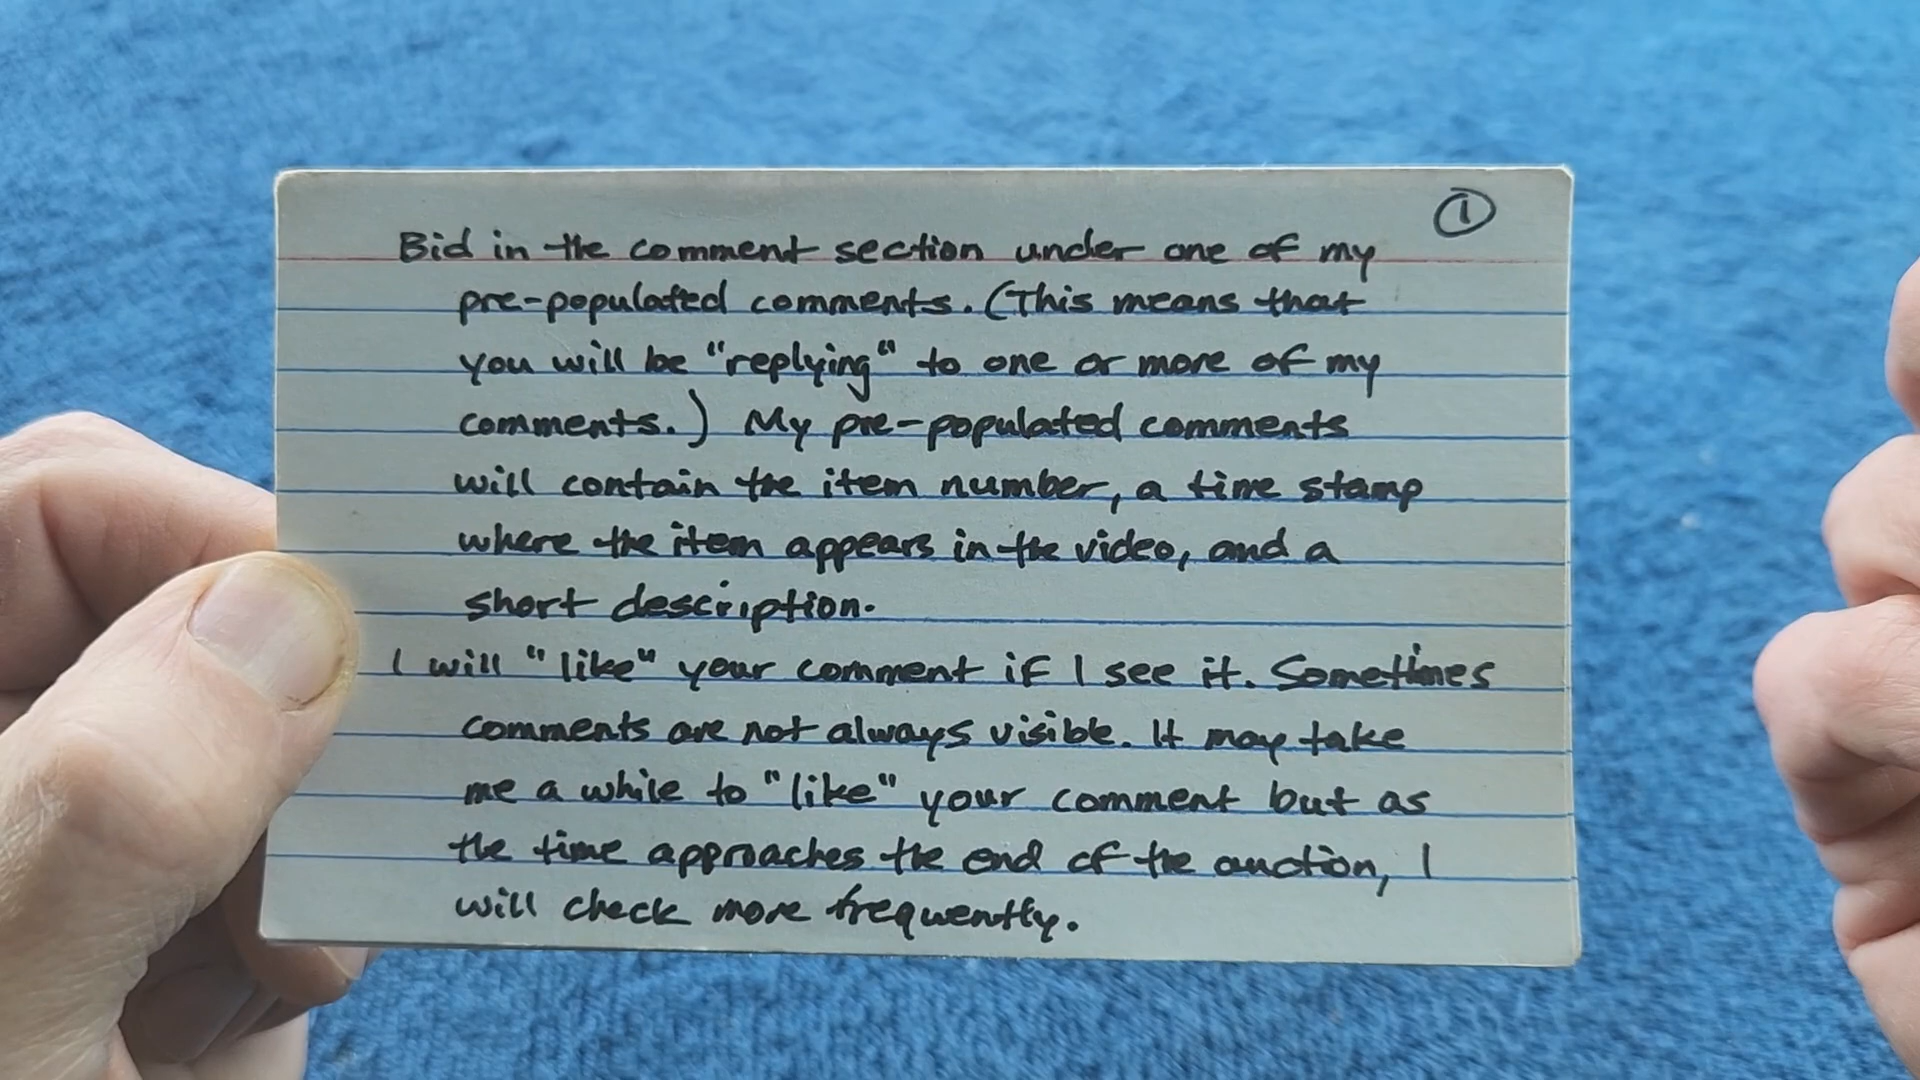 ①
Bid in the comment section under one of my
pre-populated comments. (This means that
you will be "replying" to one or more of my
comments.) My pre-populated comments
will contain the item number, a time stamp
where the item appears in the video, and a
short description.
I will "like" your comment if I see it. Sometimes
comments are not always visible. It may take
me a while to "like" your comment but as
the time approaches the end of the auction, I
will check more frequently.